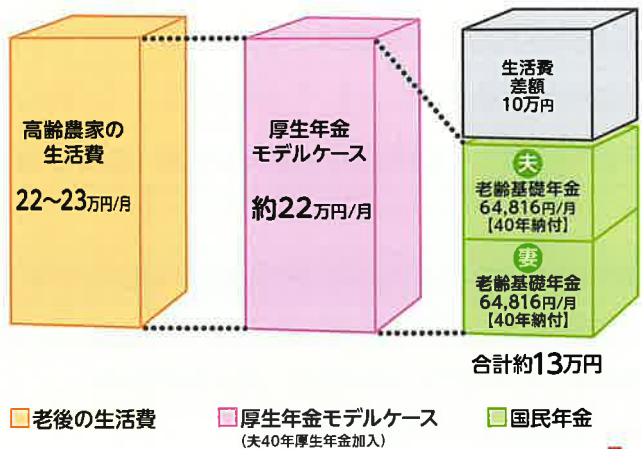 高齢農家の
生活費
22～23万円/月
厚生年金
モデルケース
約22万円/月
生活費
差額
10万円
夫
老齢基礎年金
64,816円/月
【40年納付】
妻
老齢基礎年金
64,816円/月
【40年納付】
合計約13万円
老後の生活費
厚生年金モデルケース
(夫40年厚生年金加入)
国民年金